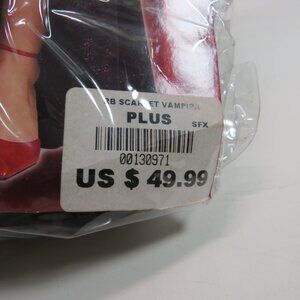 RB SCARLET VAMPIRA
PLUS SFX
00130971
US $ 49.99